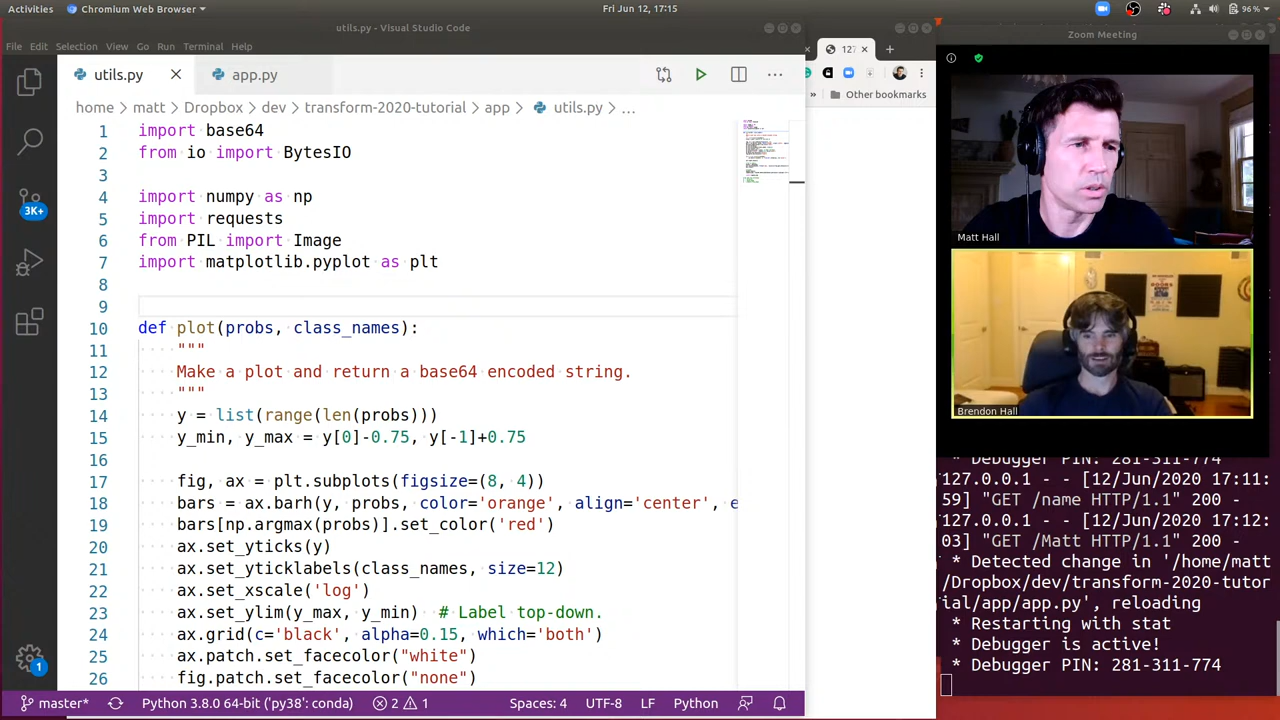 Activities Chromium Web Browser Fri Jun 12, 17:15 96%
utils.py - Visual Studio Code
File Edit Selection View Go Run Terminal Help
utils.py app.py
home > matt > Dropbox > dev > transform-2020-tutorial > app > utils.py > ...
1 import base64
2 from io import BytesIO
3
4 import numpy as np
5 import requests
6 from PIL import Image
7 import matplotlib.pyplot as plt
8
9
10 def plot(probs, class_names):
11 """
12 Make a plot and return a base64 encoded string.
13 """
14 y = list(range(len(probs)))
15 y_min, y_max = y[0]-0.75, y[-1]+0.75
16
17 fig, ax = plt.subplots(figsize=(8, 4))
18 bars = ax.barh(y, probs, color='orange', align='center', e
19 bars[np.argmax(probs)].set_color('red')
20 ax.set_yticks(y)
21 ax.set_yticklabels(class_names, size=12)
22 ax.set_xscale('log')
23 ax.set_ylim(y_max, y_min) # Label top-down.
24 ax.grid(c='black', alpha=0.15, which='both')
25 ax.patch.set_facecolor("white")
26 fig.patch.set_facecolor("none")
3K+
1
master* Python 3.8.0 64-bit ('py38': conda) 2 1 Spaces: 4 UTF-8 LF Python
127
» Other bookmarks
Zoom Meeting
Matt Hall
Brendon Hall
* Debugger PIN: 281-311-774
127.0.0.1 - - [12/Jun/2020 17:11:
59] "GET /name HTTP/1.1" 200 -
127.0.0.1 - - [12/Jun/2020 17:12:
03] "GET /Matt HTTP/1.1" 200 -
* Detected change in '/home/matt
/Dropbox/dev/transform-2020-tutor
ial/app/app.py', reloading
* Restarting with stat
* Debugger is active!
* Debugger PIN: 281-311-774